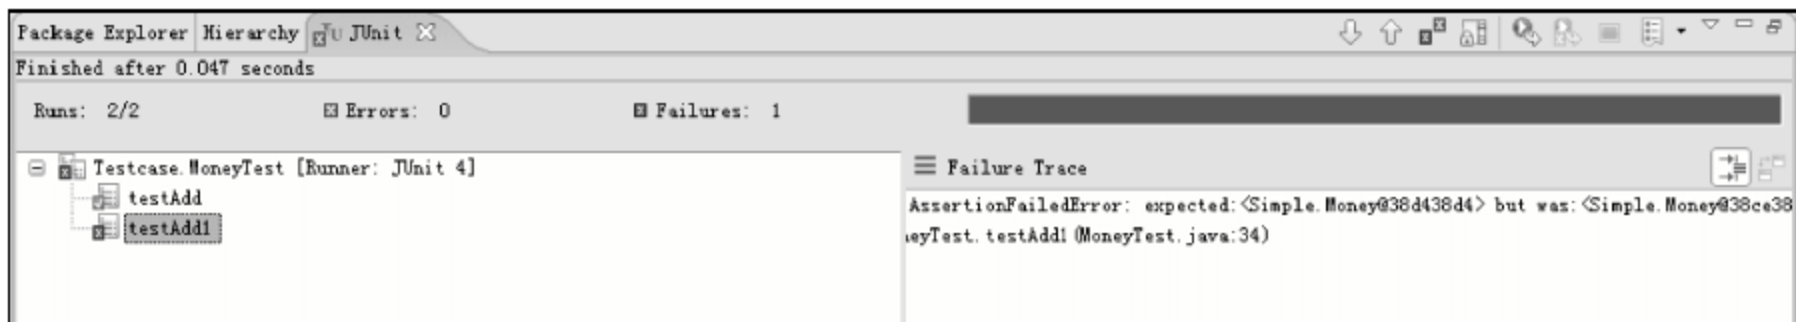 Package Explorer Hierarchy JU JUnit
Finished after 0.047 seconds
Runs: 2/2 Errors: 0 Failures: 1
Testcase.MoneyTest [Runner: JUnit 4]
testAdd
testAdd1
Failure Trace
AssertionFailedError: expected:<Simple.Money@38d438d4> but was:<Simple.Money@38ce38
eyTest.testAdd1(MoneyTest.java:34)